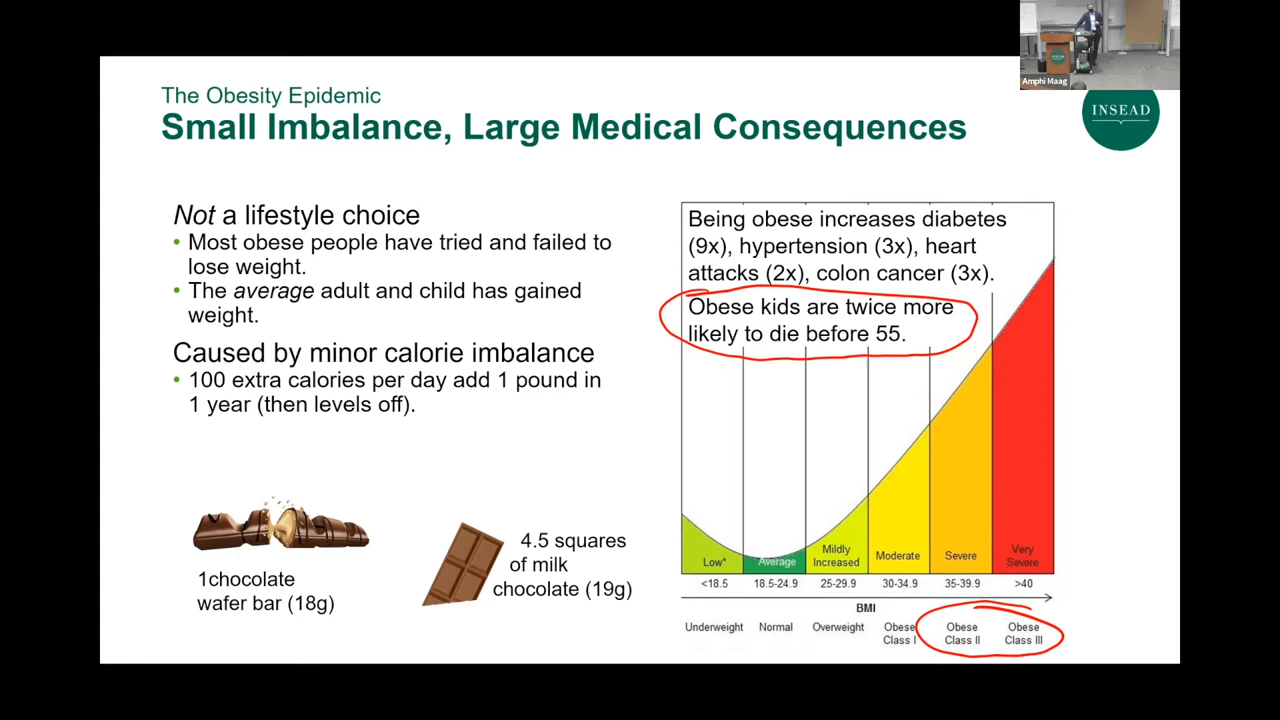 Amphi Maag
INSEAD
The Obesity Epidemic
Small Imbalance, Large Medical Consequences
Not a lifestyle choice
• Most obese people have tried and failed to
lose weight.
• The average adult and child has gained
weight.
Caused by minor calorie imbalance
• 100 extra calories per day add 1 pound in
1 year (then levels off).
1chocolate
wafer bar (18g)
4.5 squares
of milk
chocolate (19g)
Being obese increases diabetes
(9x), hypertension (3x), heart
attacks (2x), colon cancer (3x).
Obese kids are twice more
likely to die before 55.
Low*
Average
Mildly
Increased
Moderate
Severe
Very
Severe
<18.5
18.5-24.9
25-29.9
30-34.9
35-39.9
>40
BMI
Underweight
Normal
Overweight
Obese
Class I
Obese
Class II
Obese
Class III